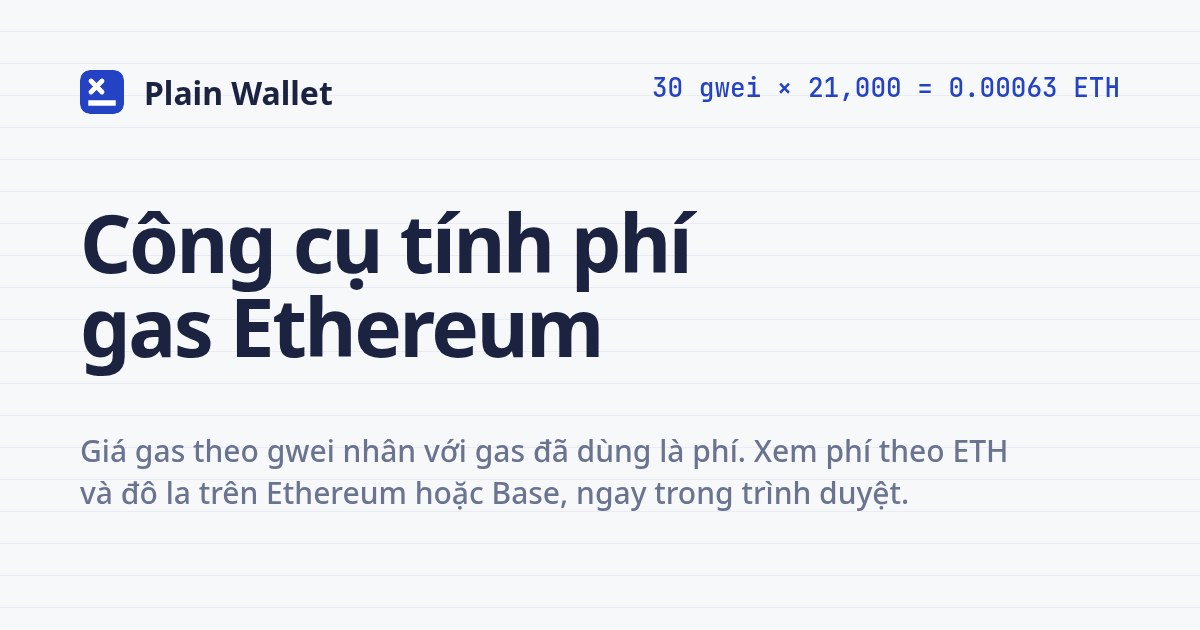 Plain Wallet
30 gwei × 21,000 = 0.00063 ETH
Công cụ tính phí
gas Ethereum
Giá gas theo gwei nhân với gas đã dùng là phí. Xem phí theo ETH
và đô la trên Ethereum hoặc Base, ngay trong trình duyệt.